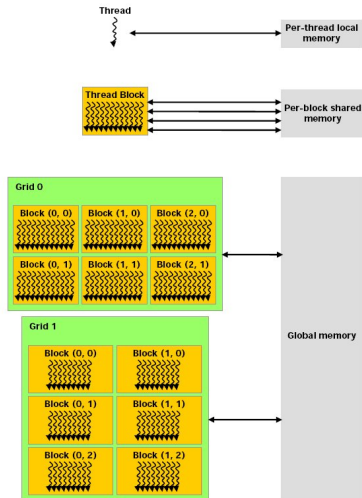 Thread
Per-thread local
memory
Thread Block
Per-block shared
memory
Grid 0
Block (0, 0) Block (1, 0) Block (2, 0)
Block (0, 1) Block (1, 1) Block (2, 1)
Grid 1
Global memory
Block (0, 0) Block (1, 0)
Block (0, 1) Block (1, 1)
Block (0, 2) Block (1, 2)